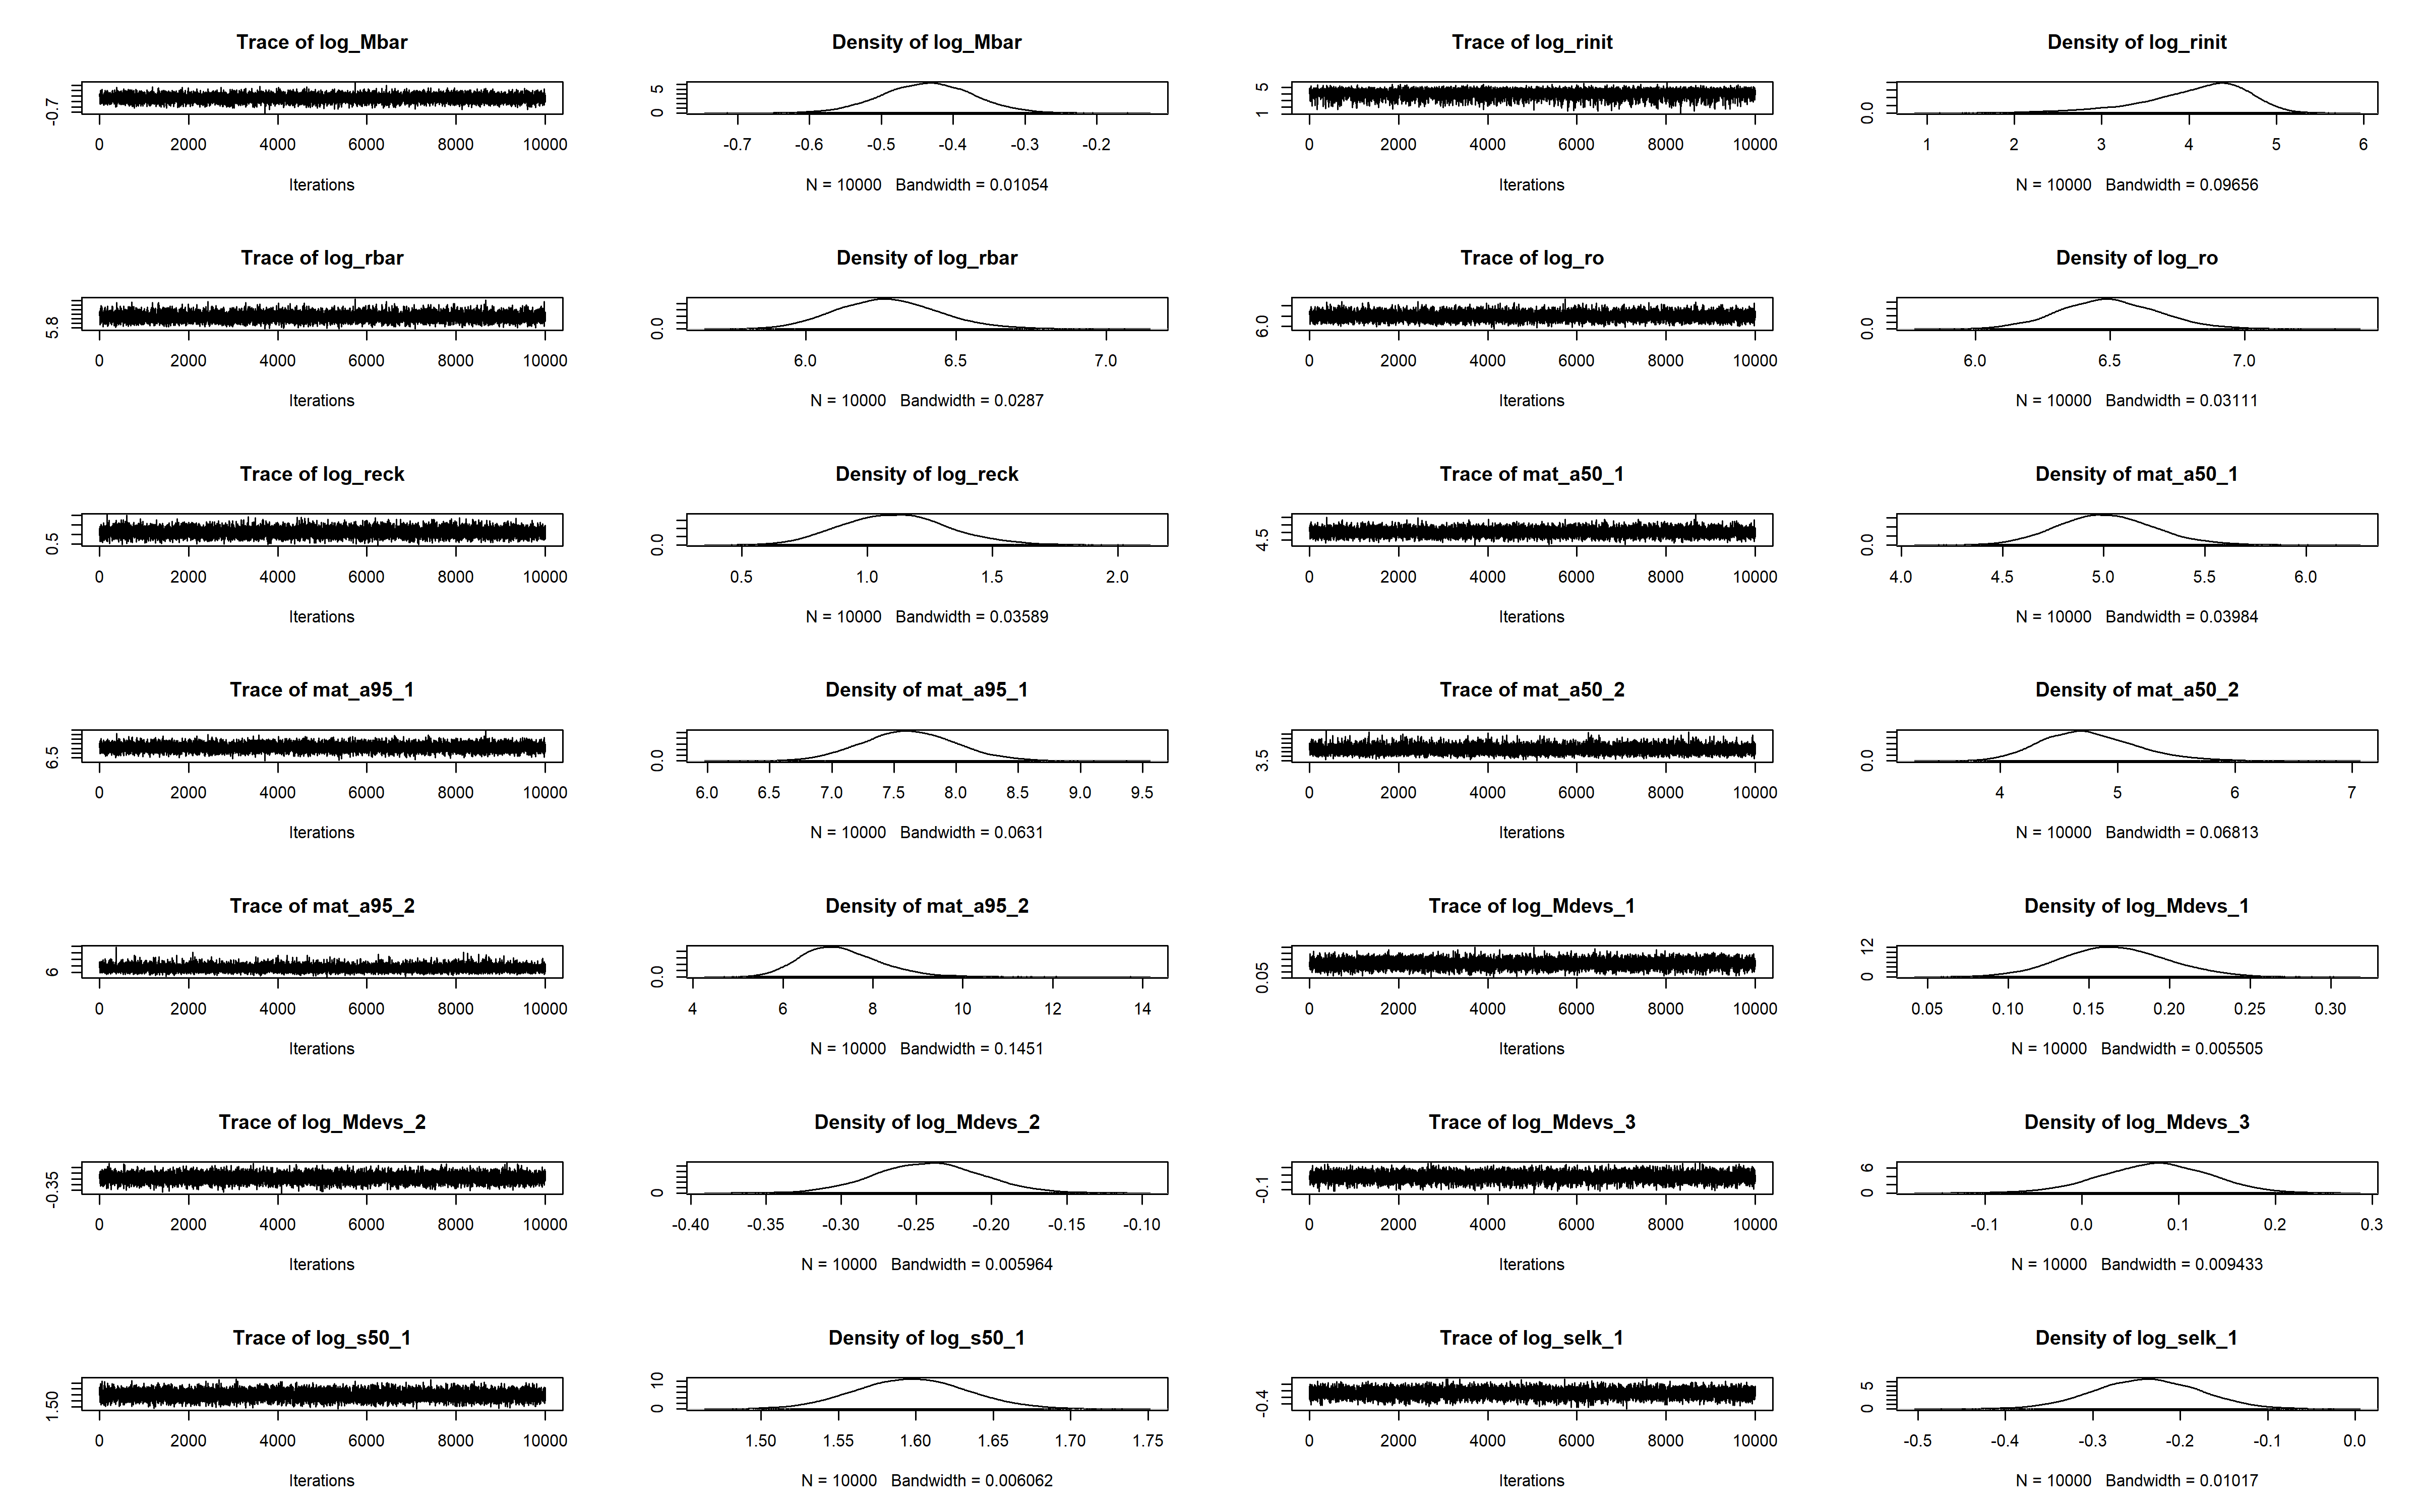 Trace of log_Mbar Density of log_Mbar Trace of log_rinit Density of log_rinit
-0.7 0 5 1 5 0.0
0 2000 4000 6000 8000 10000 -0.7 -0.6 -0.5 -0.4 -0.3 -0.2 0 2000 4000 6000 8000 10000 1 2 3 4 5 6
Iterations N = 10000 Bandwidth = 0.01054 Iterations N = 10000 Bandwidth = 0.09656
Trace of log_rbar Density of log_rbar Trace of log_ro Density of log_ro
5.8 0.0 6.0 0.0
0 2000 4000 6000 8000 10000 6.0 6.5 7.0 0 2000 4000 6000 8000 10000 6.0 6.5 7.0
Iterations N = 10000 Bandwidth = 0.0287 Iterations N = 10000 Bandwidth = 0.03111
Trace of log_reck Density of log_reck Trace of mat_a50_1 Density of mat_a50_1
0.5 0.0 4.5 0.0
0 2000 4000 6000 8000 10000 0.5 1.0 1.5 2.0 0 2000 4000 6000 8000 10000 4.0 4.5 5.0 5.5 6.0
Iterations N = 10000 Bandwidth = 0.03589 Iterations N = 10000 Bandwidth = 0.03984
Trace of mat_a95_1 Density of mat_a95_1 Trace of mat_a50_2 Density of mat_a50_2
6.5 0.0 3.5 0.0
0 2000 4000 6000 8000 10000 6.0 6.5 7.0 7.5 8.0 8.5 9.0 9.5 0 2000 4000 6000 8000 10000 4 5 6 7
Iterations N = 10000 Bandwidth = 0.0631 Iterations N = 10000 Bandwidth = 0.06813
Trace of mat_a95_2 Density of mat_a95_2 Trace of log_Mdevs_1 Density of log_Mdevs_1
6 0.0 0.05 0 12
0 2000 4000 6000 8000 10000 4 6 8 10 12 14 0 2000 4000 6000 8000 10000 0.05 0.10 0.15 0.20 0.25 0.30
Iterations N = 10000 Bandwidth = 0.1451 Iterations N = 10000 Bandwidth = 0.005505
Trace of log_Mdevs_2 Density of log_Mdevs_2 Trace of log_Mdevs_3 Density of log_Mdevs_3
-0.35 0 -0.1 0 6
0 2000 4000 6000 8000 10000 -0.40 -0.35 -0.30 -0.25 -0.20 -0.15 -0.10 0 2000 4000 6000 8000 10000 -0.1 0.0 0.1 0.2 0.3
Iterations N = 10000 Bandwidth = 0.005964 Iterations N = 10000 Bandwidth = 0.009433
Trace of log_s50_1 Density of log_s50_1 Trace of log_selk_1 Density of log_selk_1
1.50 0 10 -0.4 0 5
0 2000 4000 6000 8000 10000 1.50 1.55 1.60 1.65 1.70 1.75 0 2000 4000 6000 8000 10000 -0.5 -0.4 -0.3 -0.2 -0.1 0.0
Iterations N = 10000 Bandwidth = 0.006062 Iterations N = 10000 Bandwidth = 0.01017